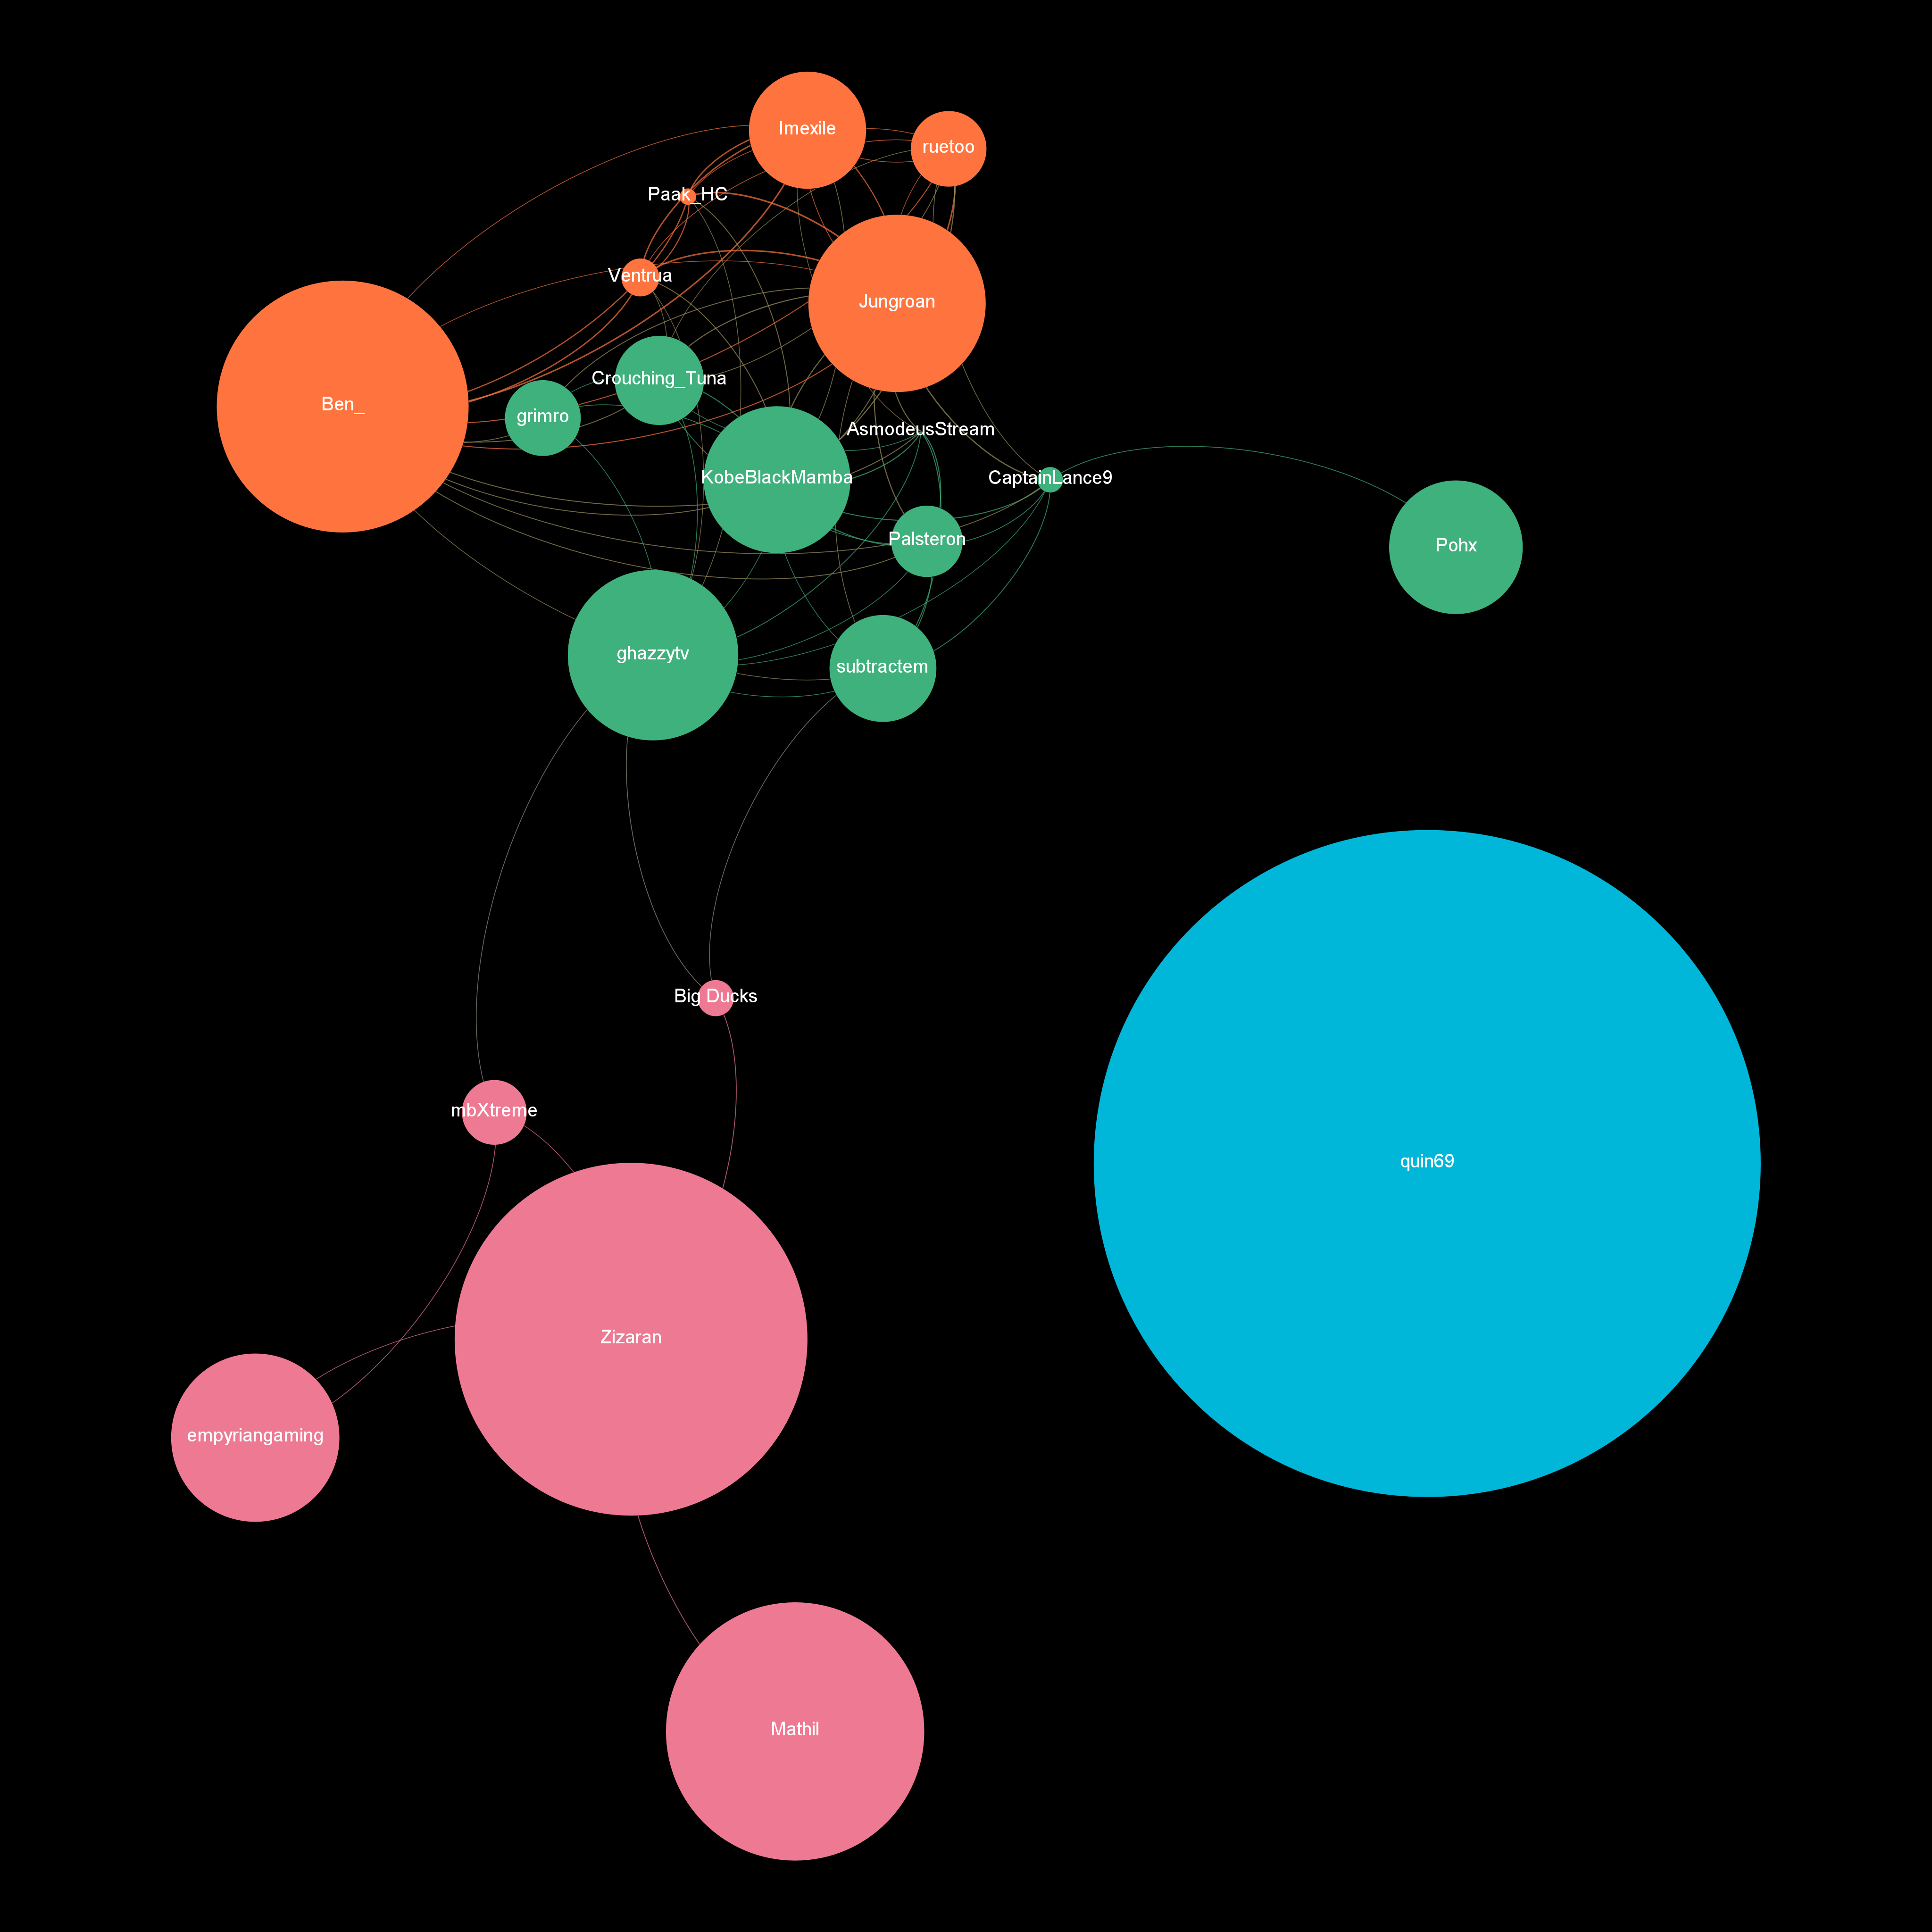 Imexile
ruetoo
Paak_HC
Ventrua
Jungroan
Crouching_Tuna
Ben_
grimro
AsmodeusStream
KobeBlackMamba
CaptainLance9
Palsteron
Pohx
ghazzytv
subtractem
Big Ducks
mbXtreme
quin69
Zizaran
empyriangaming
Mathil